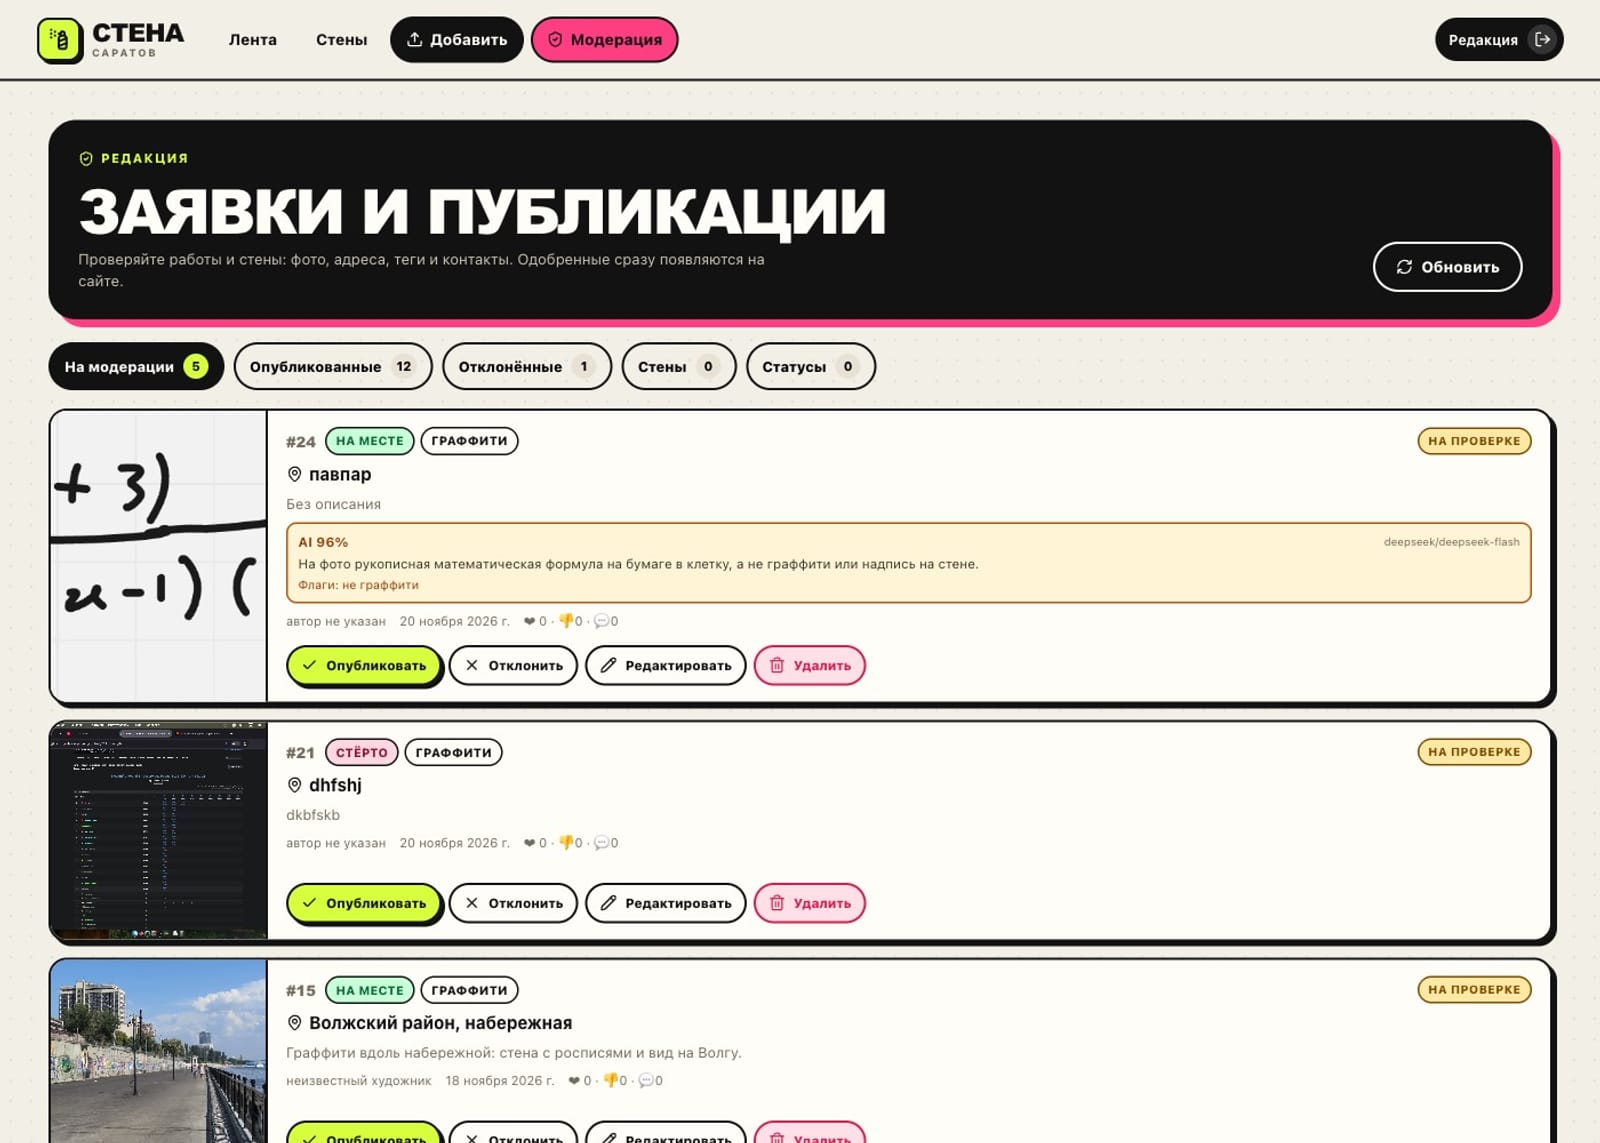 СТЕНА
САРАТОВ
Лента
Стены
Добавить
Модерация
Редакция
РЕДАКЦИЯ
ЗАЯВКИ И ПУБЛИКАЦИИ
Проверяйте работы и стены: фото, адреса, теги и контакты. Одобренные сразу появляются на
сайте.
Обновить
На модерации 5
Опубликованные 12
Отклонённые 1
Стены 0
Статусы 0
+ 3)
-1) (
#24 НА МЕСТЕ ГРАФФИТИ
НА ПРОВЕРКЕ
павпар
Без описания
AI 96%
deepseek/deepseek-flash
На фото рукописная математическая формула на бумаге в клетку, а не граффити или надпись на стене.
Флаги: не граффити
автор не указан 20 ноября 2026 г. ❤ 0 · 👎0 · 💬0
Опубликовать
Отклонить
Редактировать
Удалить
#21 СТЁРТО ГРАФФИТИ
НА ПРОВЕРКЕ
dhfshj
dkbfskb
автор не указан 20 ноября 2026 г. ❤ 0 · 👎0 · 💬0
Опубликовать
Отклонить
Редактировать
Удалить
#15 НА МЕСТЕ ГРАФФИТИ
НА ПРОВЕРКЕ
Волжский район, набережная
Граффити вдоль набережной: стена с росписями и вид на Волгу.
неизвестный художник 18 ноября 2026 г. ❤ 0 · 👎0 · 💬0
Опубликовать
Отклонить
Редактировать
Удалить